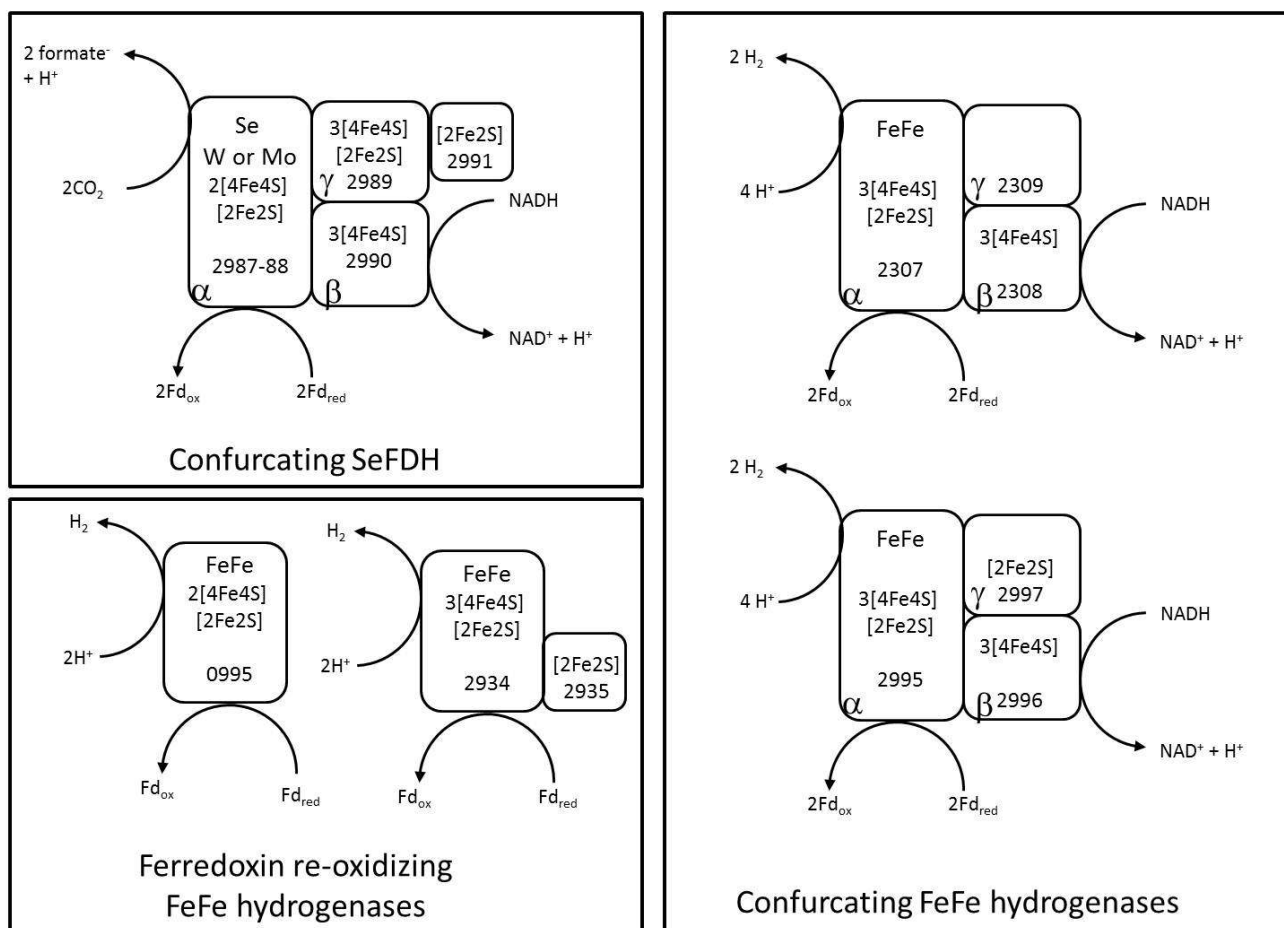 2 formate⁻
+ H⁺
2CO₂
Se
W or Mo
2[4Fe4S]
[2Fe2S]
2987-88
α
3[4Fe4S]
[2Fe2S]
γ 2989
[2Fe2S]
2991
3[4Fe4S]
2990
β
NADH
NAD⁺ + H⁺
2Fd_ox
2Fd_red
Confurcating SeFDH
H₂
2H⁺
FeFe
2[4Fe4S]
[2Fe2S]
0995
Fd_ox
Fd_red
H₂
2H⁺
FeFe
3[4Fe4S]
[2Fe2S]
2934
[2Fe2S]
2935
Fd_ox
Fd_red
Ferredoxin re-oxidizing
FeFe hydrogenases
2 H₂
4 H⁺
FeFe
3[4Fe4S]
[2Fe2S]
2307
α
γ 2309
3[4Fe4S]
β 2308
NADH
NAD⁺ + H⁺
2Fd_ox
2Fd_red
2 H₂
4 H⁺
FeFe
3[4Fe4S]
[2Fe2S]
2995
α
[2Fe2S]
γ 2997
3[4Fe4S]
β 2996
NADH
NAD⁺ + H⁺
2Fd_ox
2Fd_red
Confurcating FeFe hydrogenases